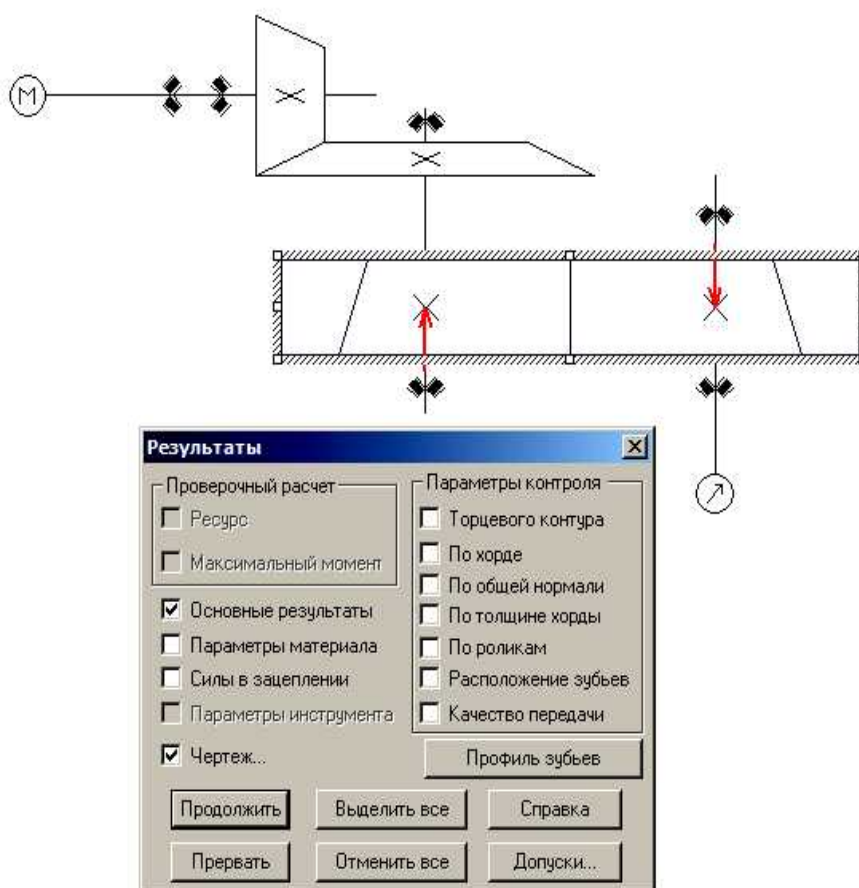 М
Результаты
Проверочный расчет
Ресурс
Максимальный момент
Основные результаты
Параметры материала
Силы в зацеплении
Параметры инструмента
Чертеж...
Параметры контроля
Торцевого контура
По хорде
По общей нормали
По толщине хорды
По роликам
Расположение зубьев
Качество передачи
Профиль зубьев
Продолжить
Выделить все
Справка
Прервать
Отменить все
Допуски...